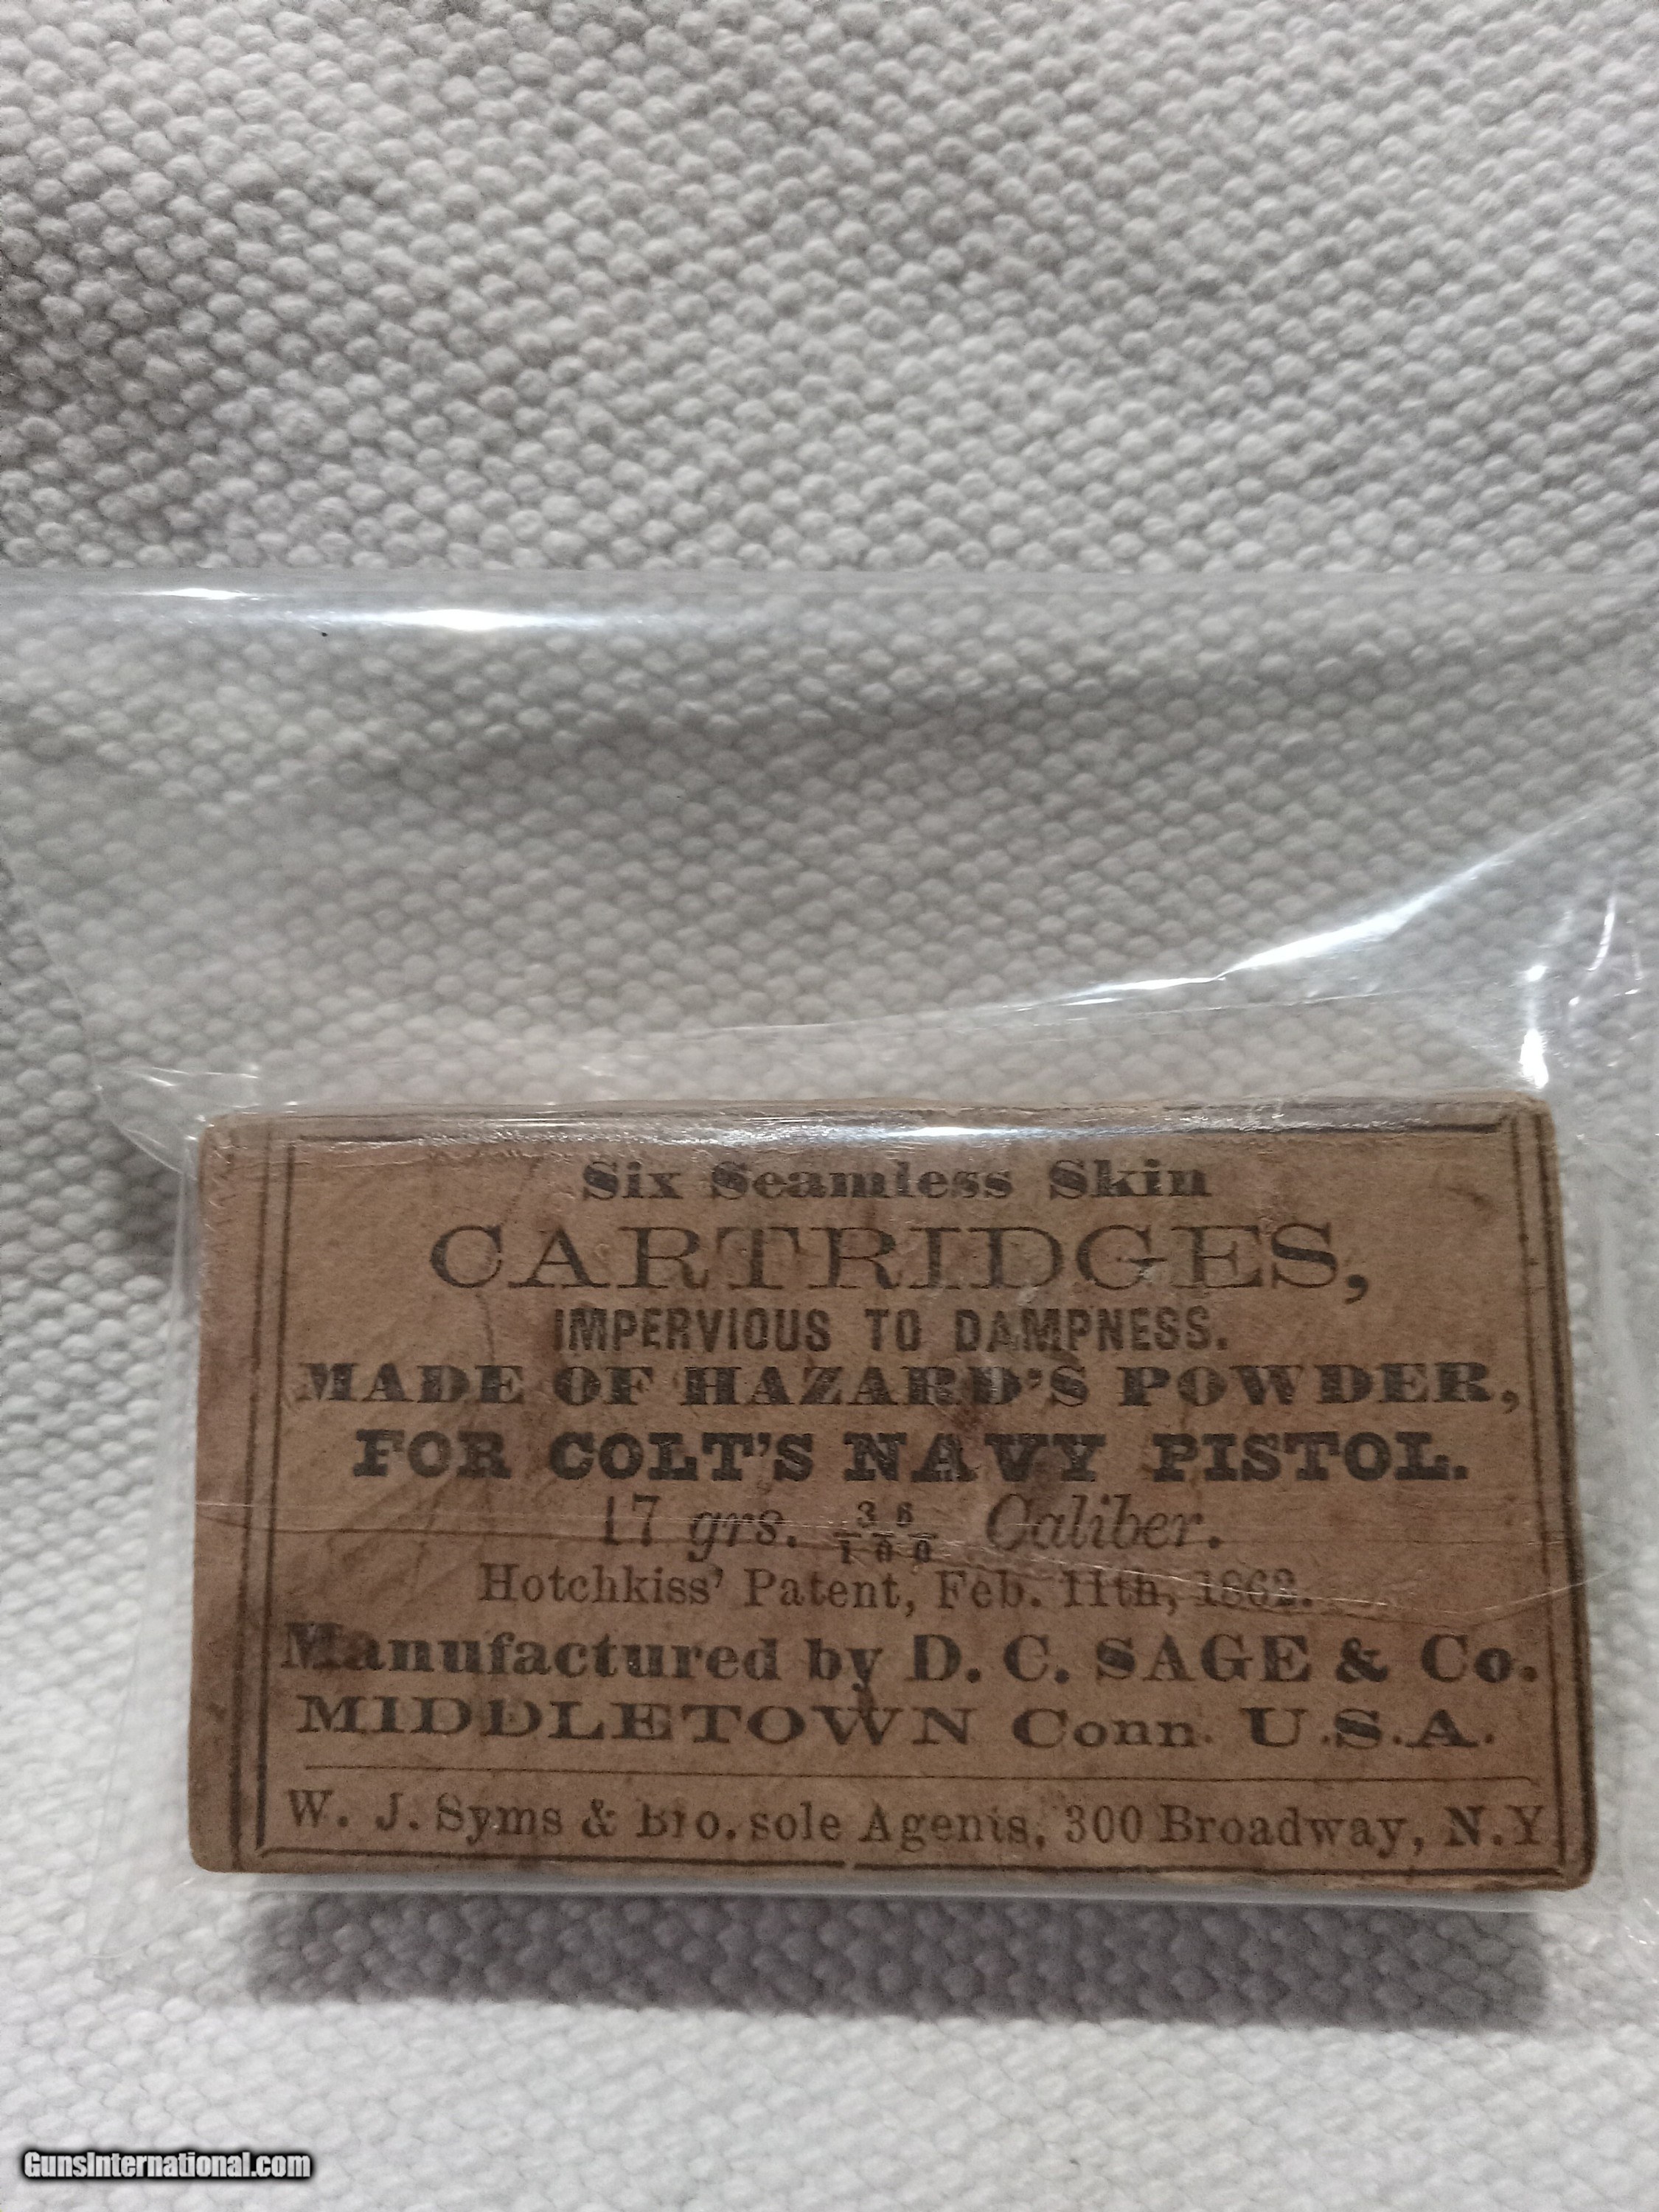 Six Seamless Skin
CARTRIDGES,
IMPERVIOUS TO DAMPNESS.
MADE OF HAZARD'S POWDER,
FOR COLT'S NAVY PISTOL.
17 grs. 36/100 Caliber.
Hotchkiss' Patent, Feb. 11th, 1862.
Manufactured by D. C. SAGE & Co.
MIDDLETOWN Conn. U.S.A.
W. J. Syms & Bro. sole Agents, 300 Broadway, N.Y
GunsInternational.com